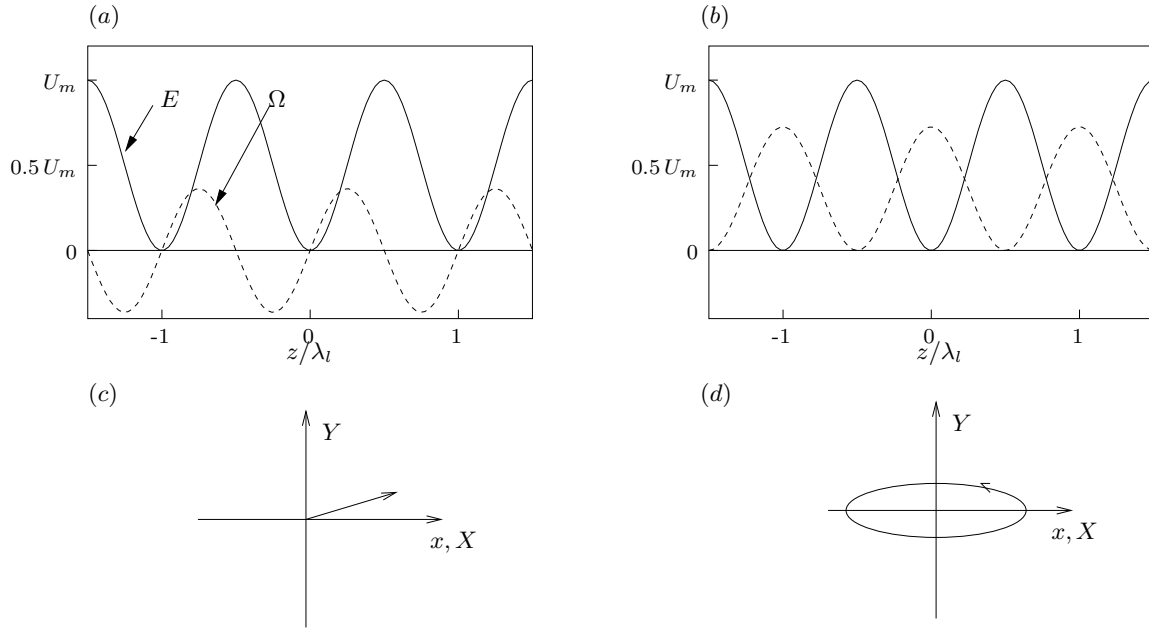 (a)
U_m
E
Ω
0.5 U_m
0
-1
0
1
z/λ_l
(b)
U_m
0.5 U_m
0
-1
0
1
z/λ_l
(c)
Y
x, X
(d)
Y
x, X